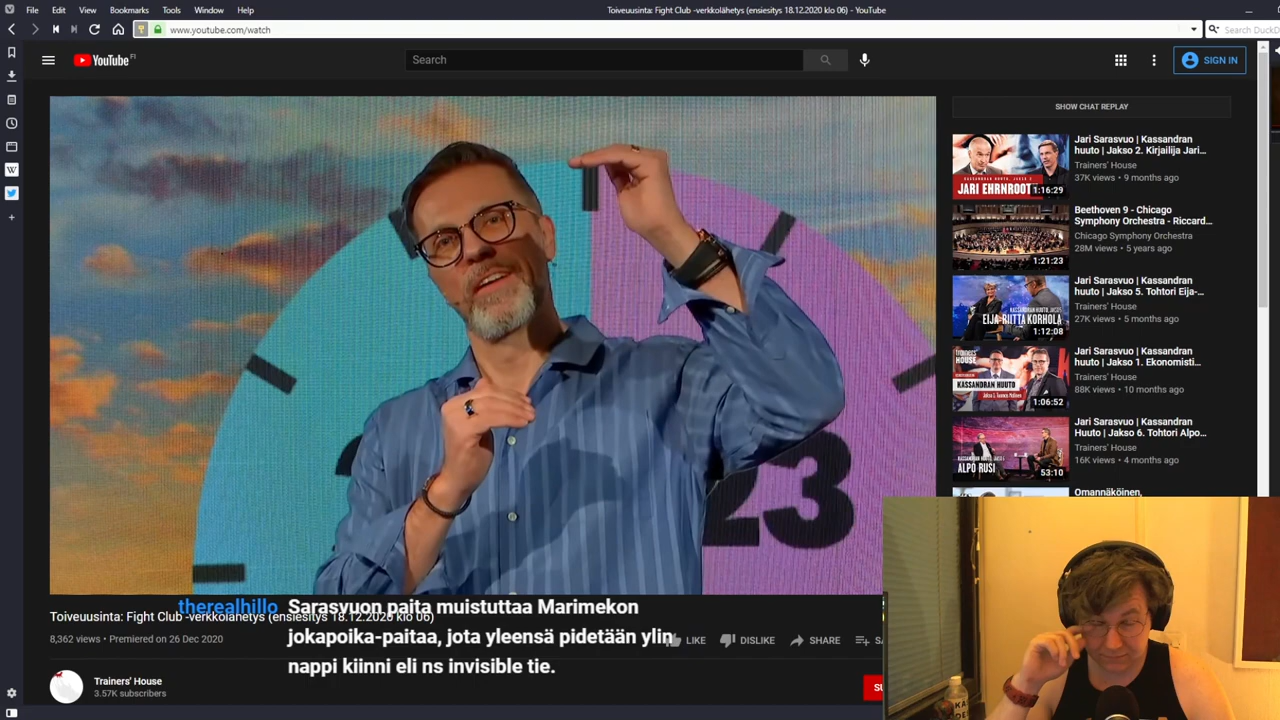 File Edit View Bookmarks Tools Window Help
Toiveuusinta: Fight Club -verkkolähetys (ensiesitys 18.12.2020 klo 06) - YouTube
www.youtube.com/watch
Search DuckD
YouTube FI
Search
SIGN IN
SHOW CHAT REPLAY
23
JARI EHRNROOT
1:16:29
Jari Sarasvuo | Kassandran
huuto | Jakso 2. Kirjailija Jari...
Trainers' House
37K views • 9 months ago
1:21:23
Beethoven 9 - Chicago
Symphony Orchestra - Riccard...
Chicago Symphony Orchestra
28M views • 5 years ago
EIJA-RIITTA
KORHOLA
1:12:08
Jari Sarasvuo | Kassandran
huuto | Jakso 5. Tohtori Eija-...
Trainers' House
27K views • 5 months ago
KASSANDRAN HUUTO
1:06:52
Jari Sarasvuo | Kassandran
huuto | Jakso 1. Ekonomisti...
Trainers' House
88K views • 10 months ago
ALPO RUSI
53:10
Jari Sarasvuo | Kassandran
Huuto | Jakso 6. Tohtori Alpo...
Trainers' House
16K views • 4 months ago
Omannäköinen,
Toiveuusinta: Fight Club -verkkolähetys (ensiesitys 18.12.2020 klo 06)
therealhillo Sarasvuon paita muistuttaa Marimekon
jokapoika-paitaa, jota yleensä pidetään ylin
nappi kiinni eli ns invisible tie.
8,362 views • Premiered on 26 Dec 2020
LIKE DISLIKE SHARE SA
Trainers' House
3.57K subscribers
SU